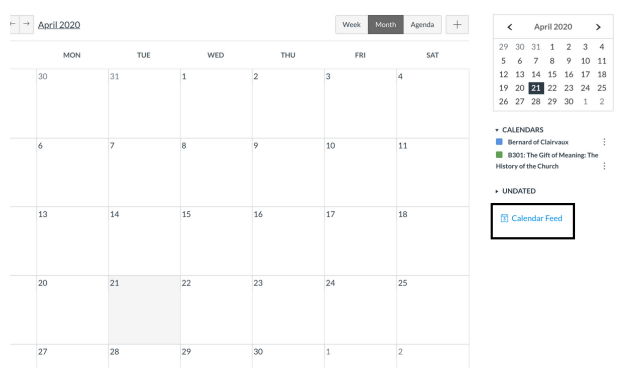 ← → April 2020 Week Month Agenda +
MON TUE WED THU FRI SAT
30 31 1 2 3 4
6 7 8 9 10 11
13 14 15 16 17 18
20 21 22 23 24 25
27 28 29 30 1 2
April 2020
29 30 31 1 2 3 4
5 6 7 8 9 10 11
12 13 14 15 16 17 18
19 20 21 22 23 24 25
26 27 28 29 30 1 2
CALENDARS
Bernard of Clairvaux
B301: The Gift of Meaning: The
History of the Church
UNDATED
Calendar Feed